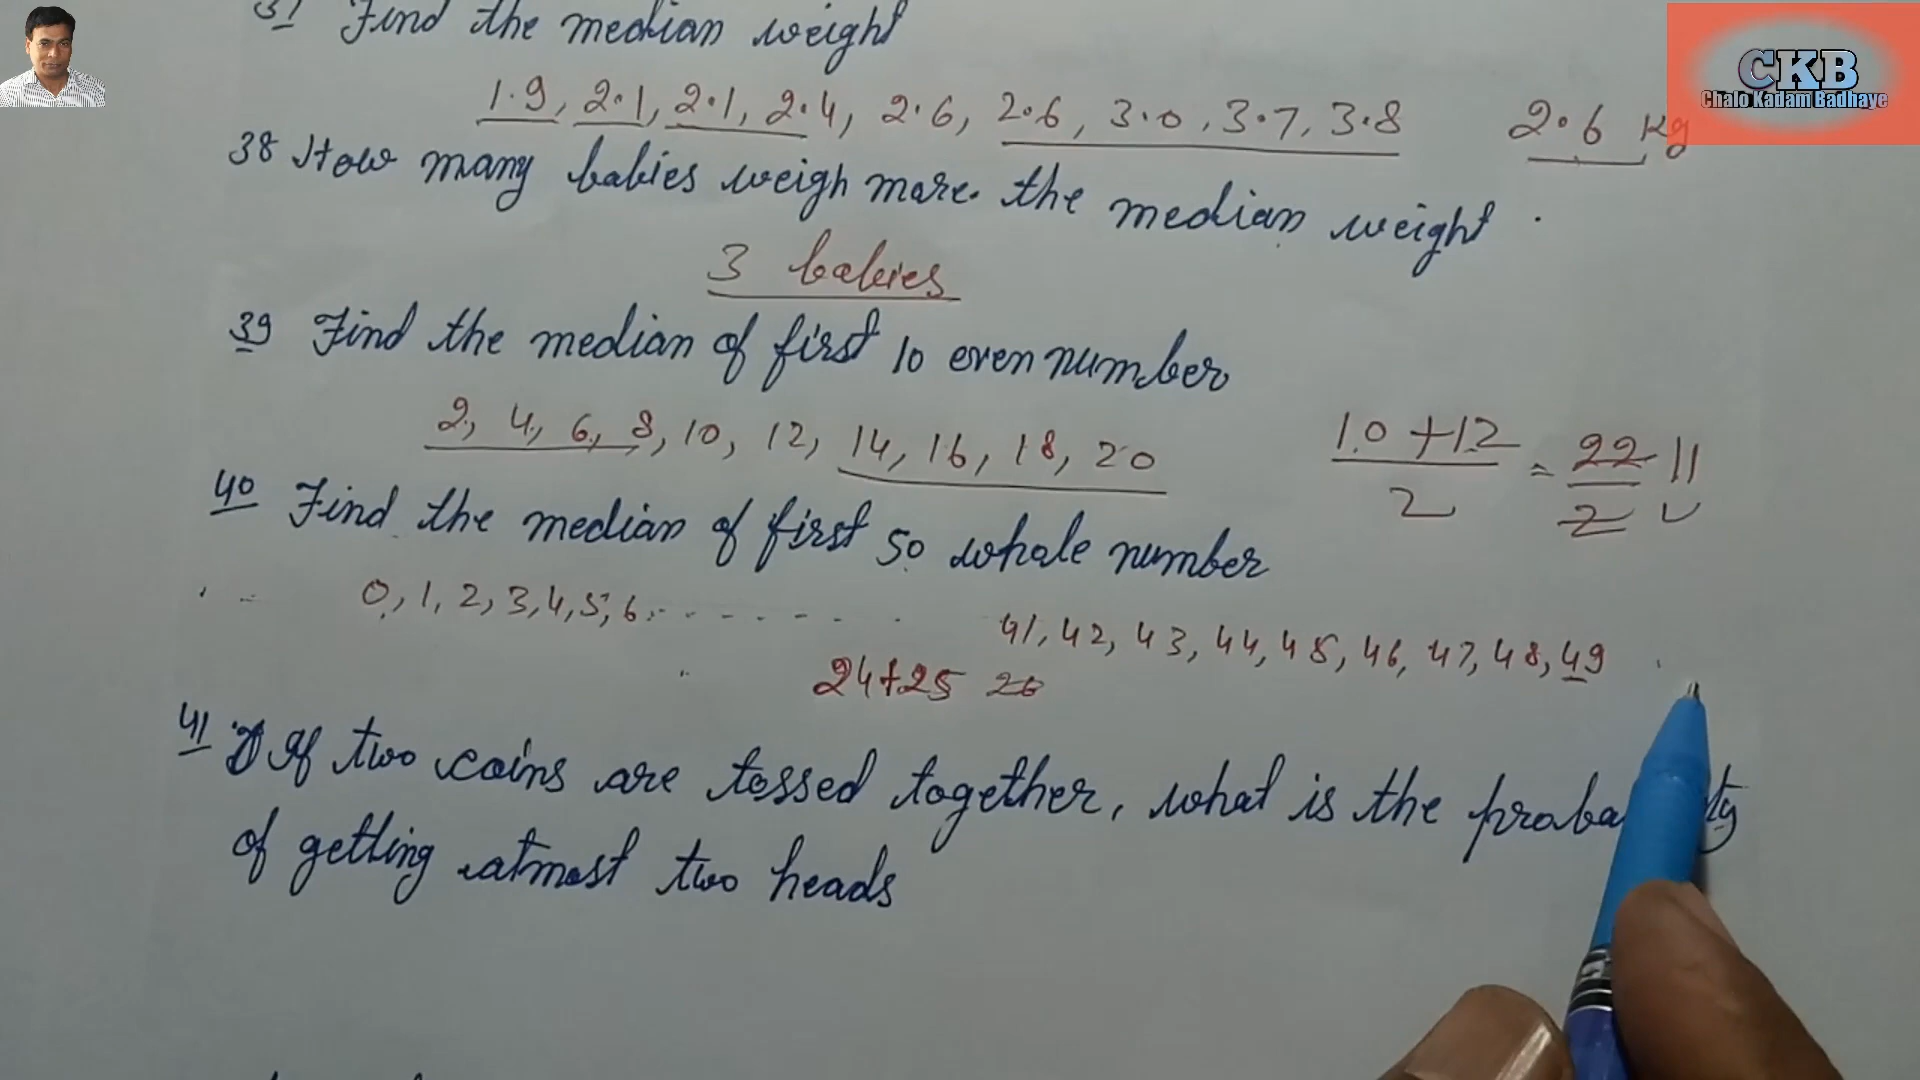 37 Find the median weight
1.9, 2.1, 2.1, 2.4, 2.6, 2.6, 3.0, 3.7, 3.8 2.6 kg
CKB
Chalo Kadam Badhaye
38 How many babies weigh more. the median weight.
3 babies
39 Find the median of first 10 even number
2, 4, 6, 8, 10, 12, 14, 16, 18, 20
10+12 / 2 = 22 / 2 11
40 Find the median of first 50 whole number
0, 1, 2, 3, 4, 5, 6, ........ 41, 42, 43, 44, 45, 46, 47, 48, 49
24+25 26
41 If two coins are tossed together, what is the
of getting atmost two heads